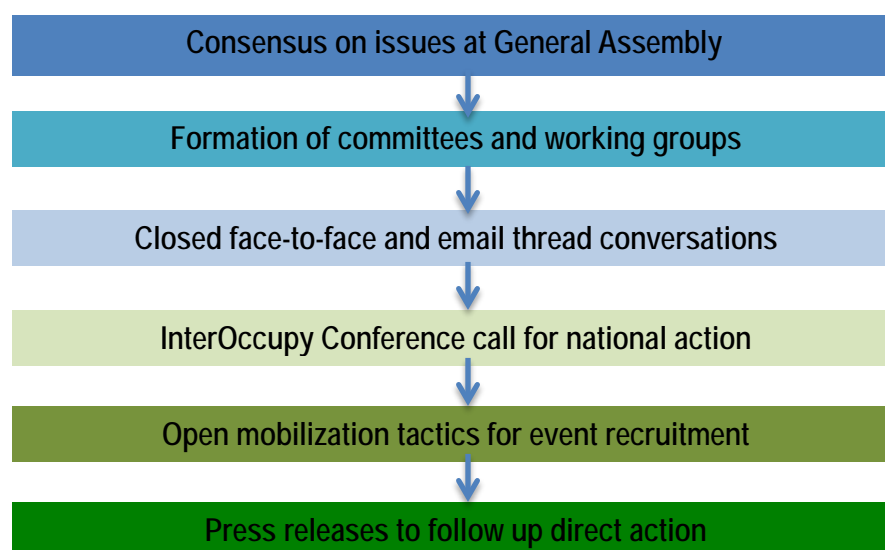 Consensus on issues at General Assembly
Formation of committees and working groups
Closed face-to-face and email thread conversations
InterOccupy Conference call for national action
Open mobilization tactics for event recruitment
Press releases to follow up direct action